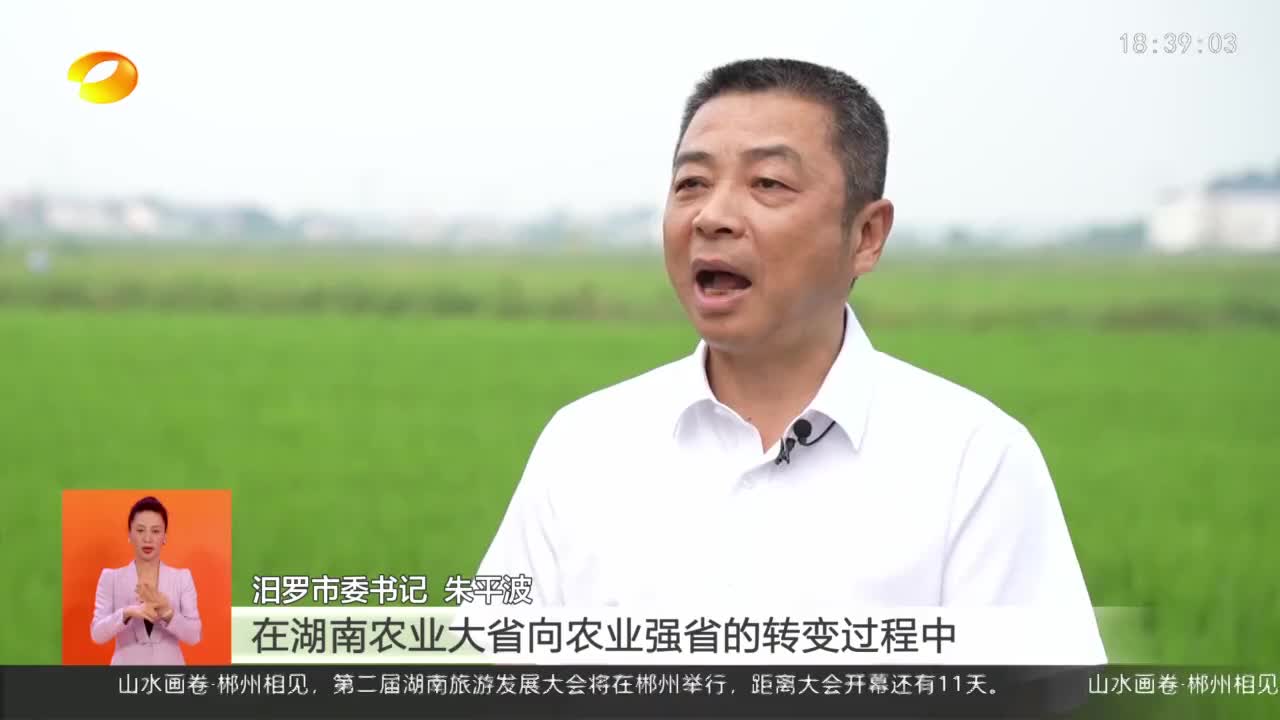 18:39:03
汨罗市委书记 朱平波
在湖南农业大省向农业强省的转变过程中
山水画卷·郴州相见，第二届湖南旅游发展大会将在郴州举行，距离大会开幕还有11天。 山水画卷·郴州相见